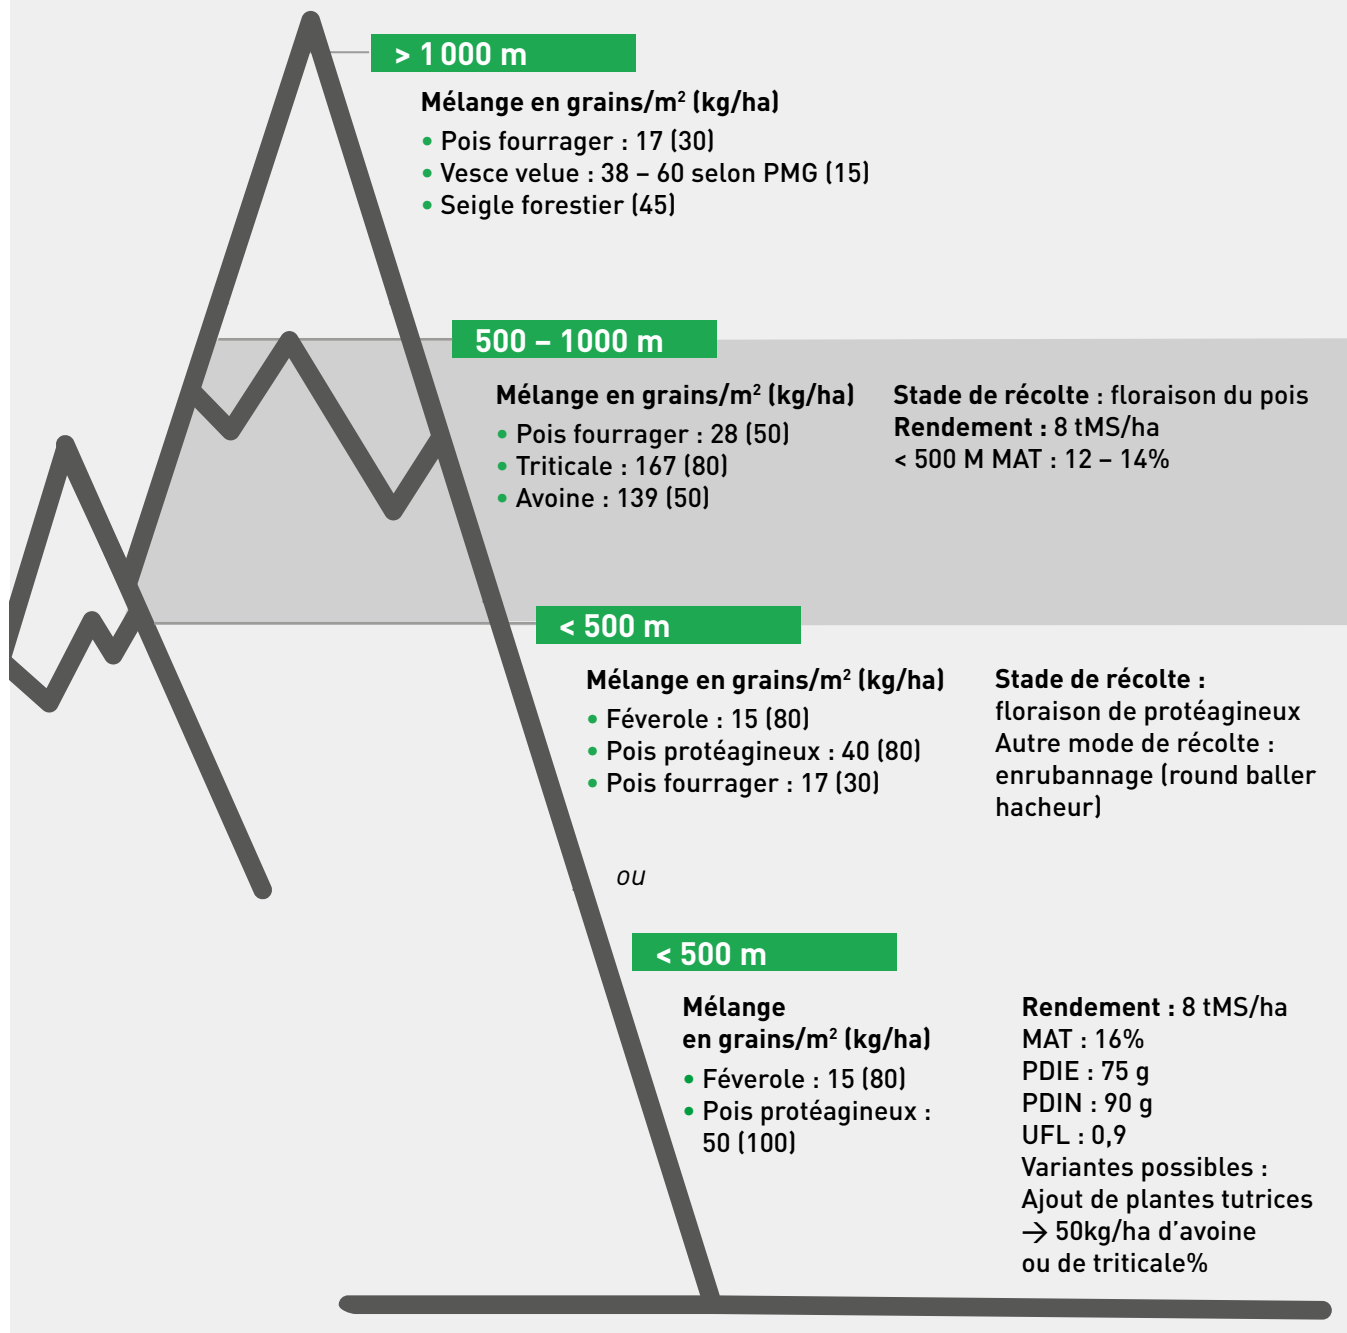 > 1 000 m
Mélange en grains/m² (kg/ha)
• Pois fourrager : 17 (30)
• Vesce velue : 38 – 60 selon PMG (15)
• Seigle forestier (45)
500 – 1000 m
Mélange en grains/m² (kg/ha)
• Pois fourrager : 28 (50)
• Triticale : 167 (80)
• Avoine : 139 (50)
Stade de récolte : floraison du pois
Rendement : 8 tMS/ha
< 500 M MAT : 12 – 14%
< 500 m
Mélange en grains/m² (kg/ha)
• Féverole : 15 (80)
• Pois protéagineux : 40 (80)
• Pois fourrager : 17 (30)
Stade de récolte :
floraison de protéagineux
Autre mode de récolte :
enrubannage (round baller
hacheur)
ou
< 500 m
Mélange
en grains/m² (kg/ha)
• Féverole : 15 (80)
• Pois protéagineux :
50 (100)
Rendement : 8 tMS/ha
MAT : 16%
PDIE : 75 g
PDIN : 90 g
UFL : 0,9
Variantes possibles :
Ajout de plantes tutrices
→ 50kg/ha d’avoine
ou de triticale%